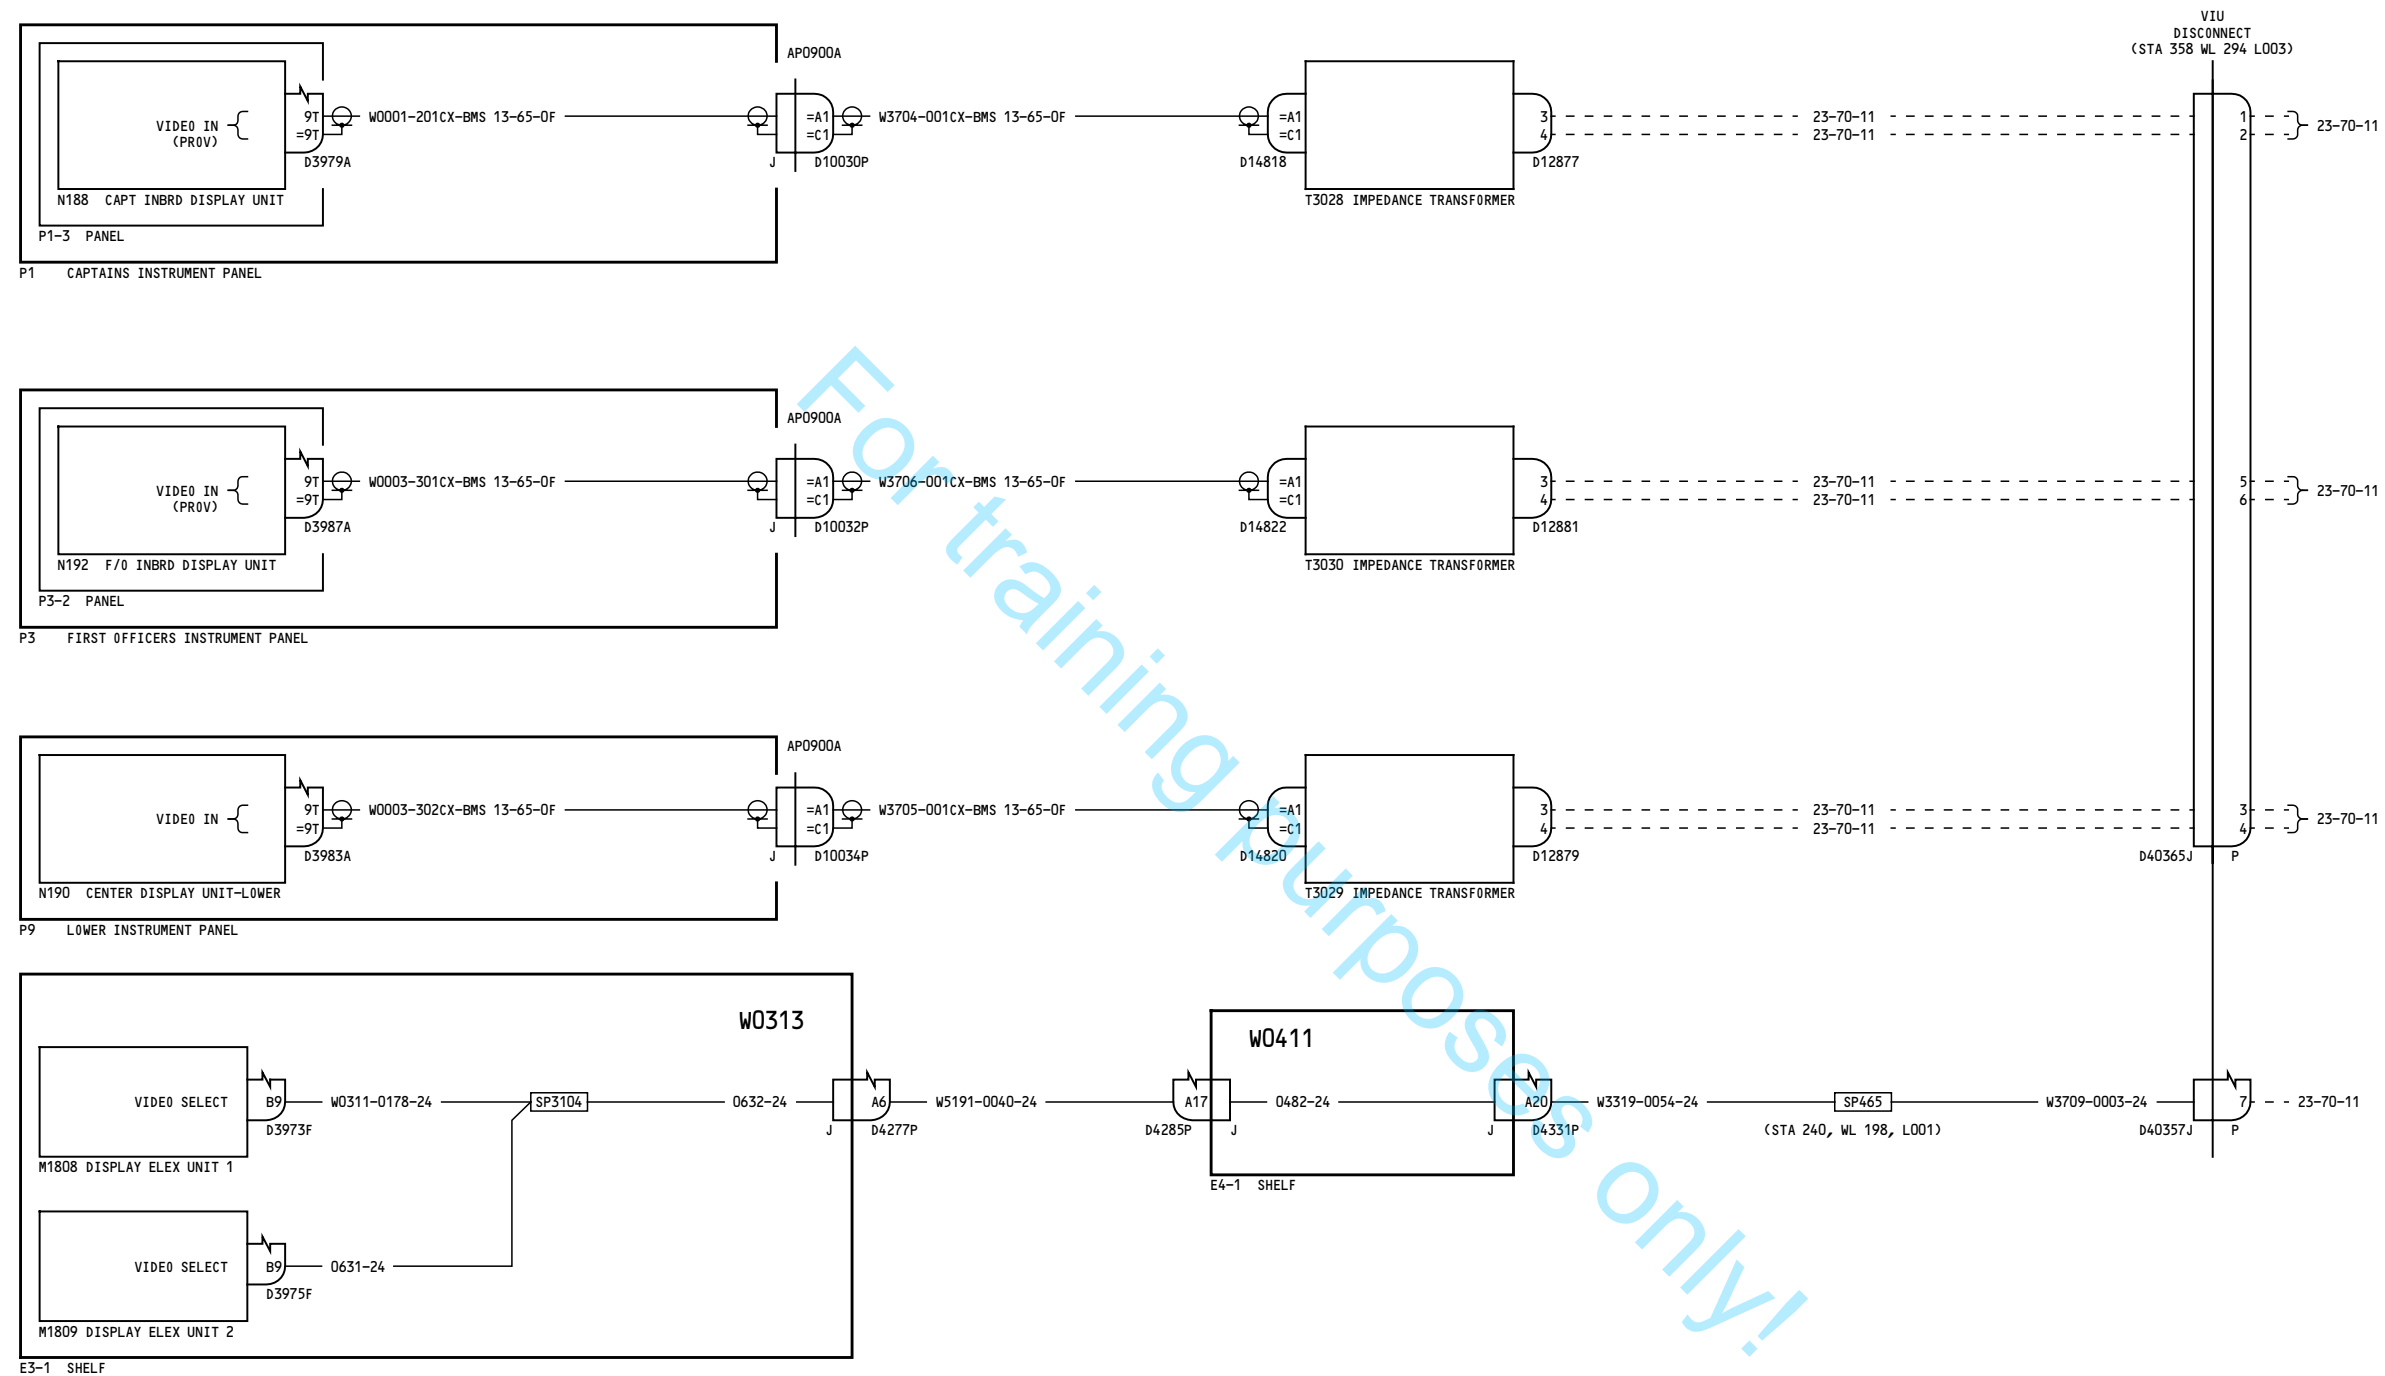 VIU
DISCONNECT
(STA 358 WL 294 L003)
AP0900A
VIDEO IN
(PROV)
9T
=9T
W0001-201CX-BMS 13-65-0F
=A1
=C1
W3704-001CX-BMS 13-65-0F
=A1
=C1
3
4
23-70-11
23-70-11
1
2
23-70-11
D3979A
J
D10030P
D14818
D12877
N188 CAPT INBRD DISPLAY UNIT
T3028 IMPEDANCE TRANSFORMER
P1-3 PANEL
P1 CAPTAINS INSTRUMENT PANEL
AP0900A
VIDEO IN
(PROV)
9T
=9T
W0003-301CX-BMS 13-65-0F
=A1
=C1
W3706-001CX-BMS 13-65-0F
=A1
=C1
3
4
23-70-11
23-70-11
5
6
23-70-11
D3987A
J
D10032P
D14822
D12881
N192 F/O INBRD DISPLAY UNIT
T3030 IMPEDANCE TRANSFORMER
P3-2 PANEL
P3 FIRST OFFICERS INSTRUMENT PANEL
AP0900A
VIDEO IN
9T
=9T
W0003-302CX-BMS 13-65-0F
=A1
=C1
W3705-001CX-BMS 13-65-0F
=A1
=C1
3
4
23-70-11
23-70-11
3
4
23-70-11
D3983A
J
D10034P
D14820
D12879
D40365J
P
N190 CENTER DISPLAY UNIT-LOWER
T3029 IMPEDANCE TRANSFORMER
P9 LOWER INSTRUMENT PANEL
W0313
W0411
VIDEO SELECT
B9
W0311-0178-24
SP3104
0632-24
A6
W5191-0040-24
A17
0482-24
A20
W3319-0054-24
SP465
W3709-0003-24
7
23-70-11
D3973F
J
D4277P
D4285P
J
J
D4331P
(STA 240, WL 198, L001)
D40357J
P
M1808 DISPLAY ELEX UNIT 1
E4-1 SHELF
VIDEO SELECT
B9
0631-24
D3975F
M1809 DISPLAY ELEX UNIT 2
E3-1 SHELF
For training purposes only!